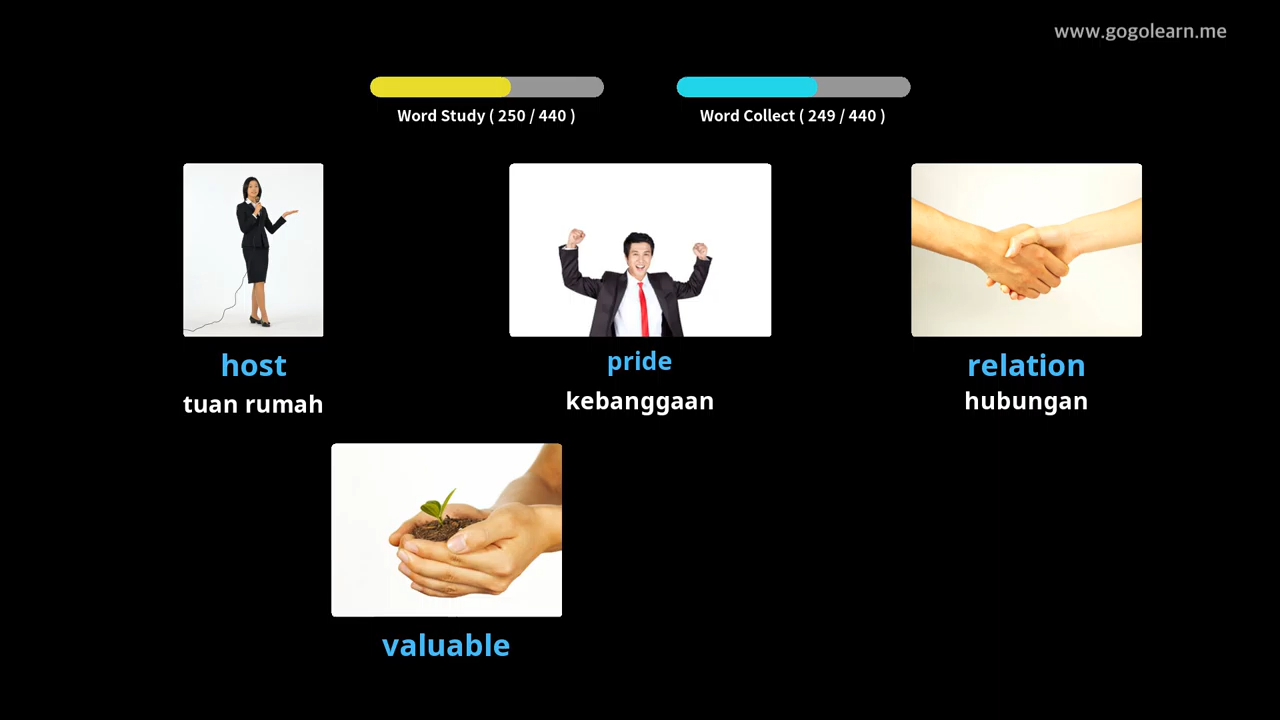 www.gogolearn.me
Word Study ( 250 / 440 )
Word Collect ( 249 / 440 )
host
tuan rumah
pride
kebanggaan
relation
hubungan
valuable